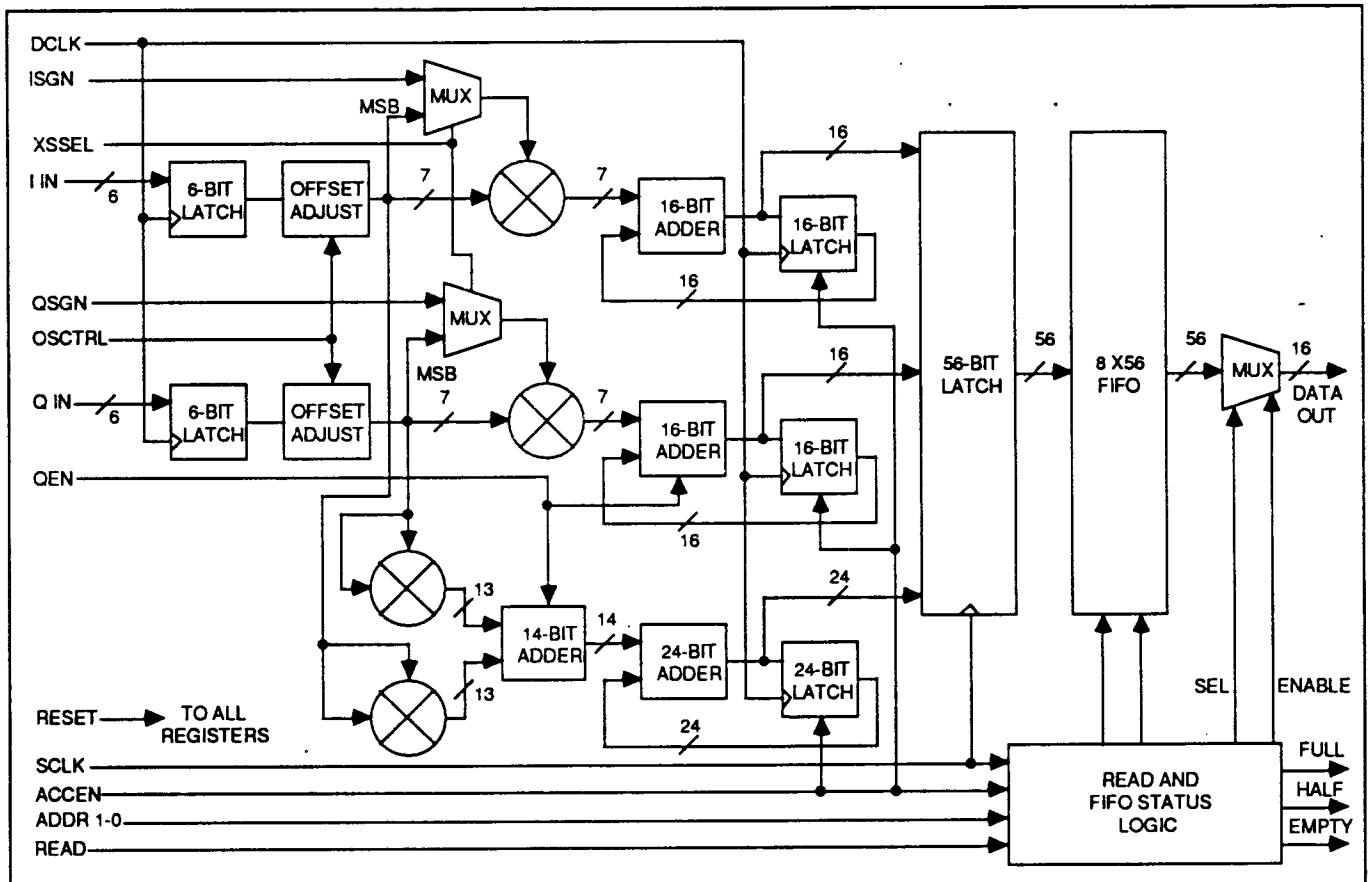 DCLK
ISGN
MUX
MSB
XSSEL
16
I IN
6
6-BIT
LATCH
OFFSET
ADJUST
7
7
16-BIT
ADDER
16-BIT
LATCH
16
QSGN
MUX
OSCTRL
MSB
16
56-BIT
LATCH
56
8 X56
FIFO
56
MUX
16
DATA
OUT
Q IN
6
6-BIT
LATCH
OFFSET
ADJUST
7
7
16-BIT
ADDER
16-BIT
LATCH
16
QEN
13
24
14-BIT
ADDER
14
24-BIT
ADDER
24-BIT
LATCH
13
24
SEL
ENABLE
RESET
TO ALL
REGISTERS
SCLK
ACCEN
ADDR 1-0
READ
READ AND
FIFO STATUS
LOGIC
FULL
HALF
EMPTY